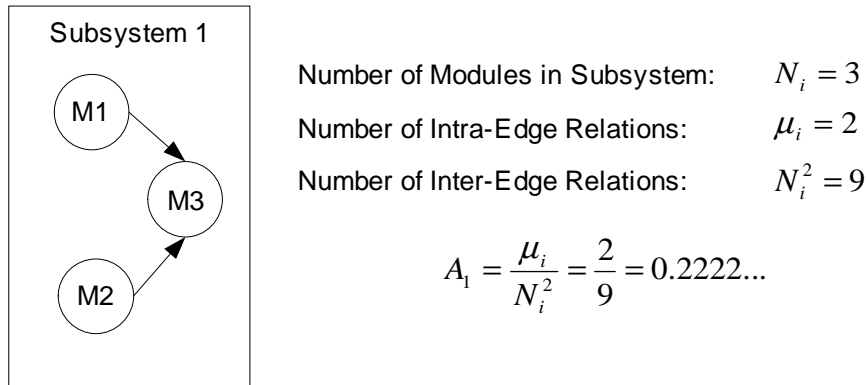 Subsystem 1
M1
M3
M2
Number of Modules in Subsystem: N_i = 3
Number of Intra-Edge Relations: μ_i = 2
Number of Inter-Edge Relations: N_i^2 = 9
A_1 = μ_i / N_i^2 = 2/9 = 0.2222...